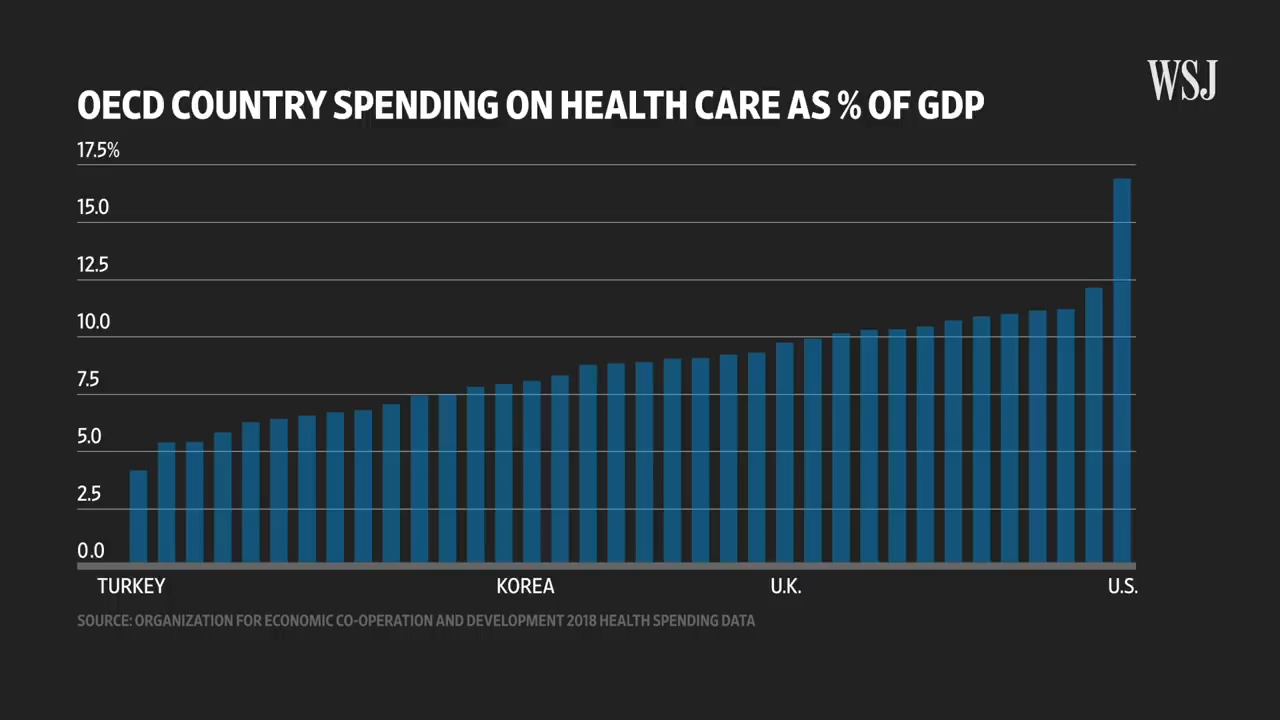 WSJ
OECD COUNTRY SPENDING ON HEALTH CARE AS % OF GDP
17.5%
15.0
12.5
10.0
7.5
5.0
2.5
0.0
TURKEY KOREA U.K. U.S.
SOURCE: ORGANIZATION FOR ECONOMIC CO-OPERATION AND DEVELOPMENT 2018 HEALTH SPENDING DATA